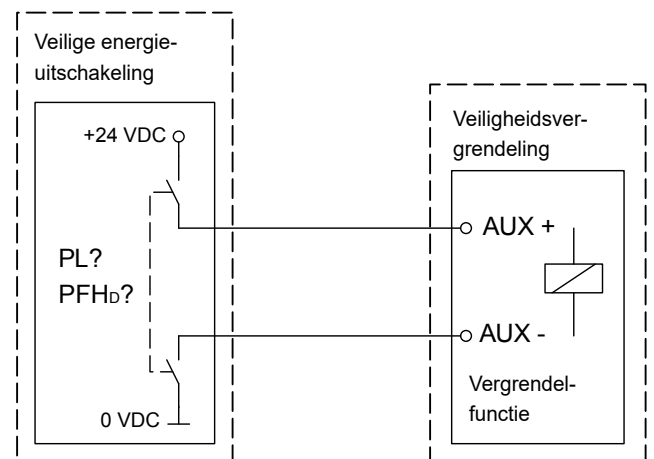 Veilige energie-
uitschakeling
+24 VDC
PL?
PFHD?
0 VDC
Veiligheidsver-
grendeling
AUX +
AUX -
Vergrendel-
functie